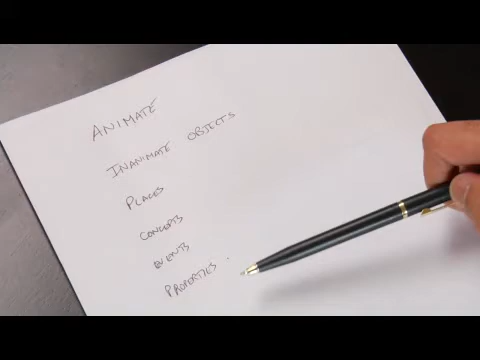 ANIMATE
INANIMATE OBJECTS
PLACES
CONCEPTS
EVENTS
PROPERTIES